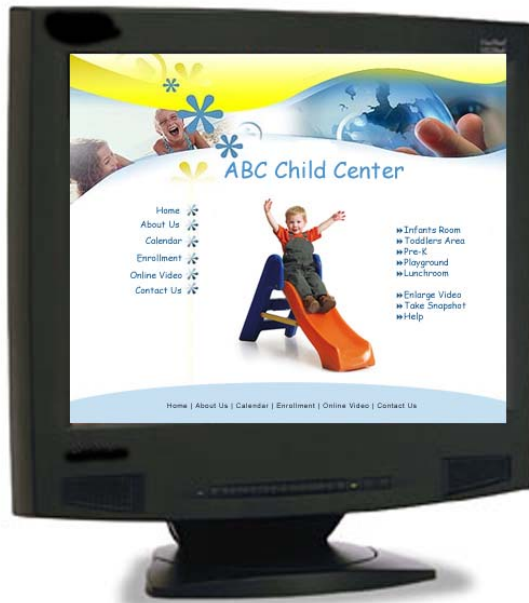 ABC Child Center
Home
About Us
Calendar
Enrollment
Online Video
Contact Us
Infants Room
Toddlers Area
Pre-K
Playground
Lunchroom
Enlarge Video
Take Snapshot
Help
Home | About Us | Calendar | Enrollment | Online Video | Contact Us